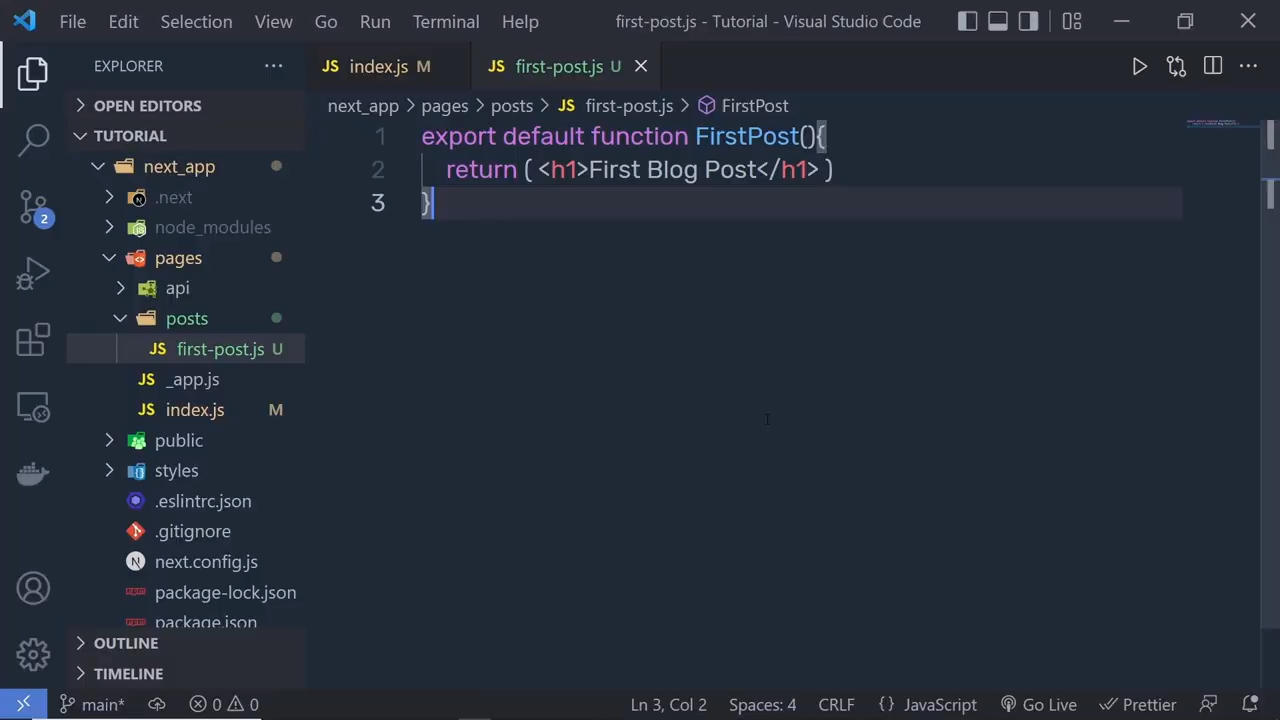 File Edit Selection View Go Run Terminal Help first-post.js - Tutorial - Visual Studio Code
EXPLORER
JS index.js M
JS first-post.js U
OPEN EDITORS
TUTORIAL
next_app
.next
node_modules
pages
api
posts
JS first-post.js U
JS _app.js
JS index.js M
public
styles
.eslintrc.json
.gitignore
next.config.js
package-lock.json
package.json
OUTLINE
TIMELINE
2
next_app > pages > posts > JS first-post.js > FirstPost
1 export default function FirstPost(){
2 return ( <h1>First Blog Post</h1> )
3 }
main* 0 0 Ln 3, Col 2 Spaces: 4 CRLF {} JavaScript Go Live Prettier